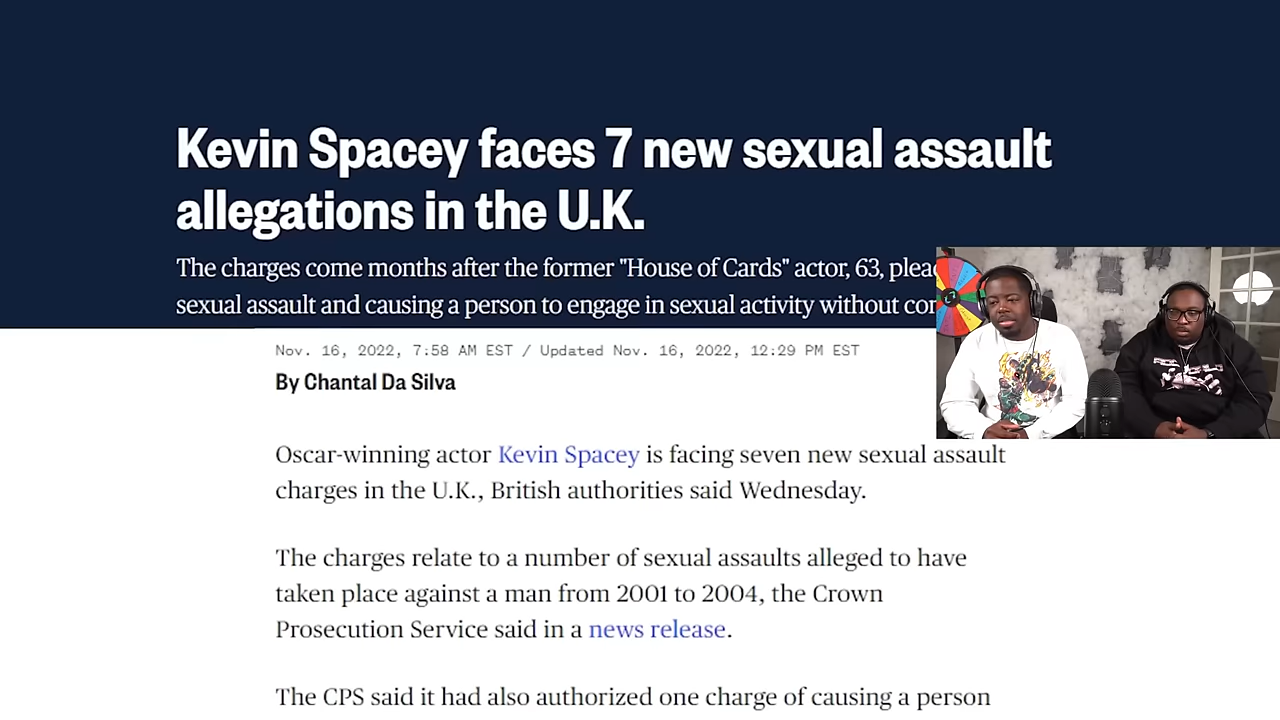 Kevin Spacey faces 7 new sexual assault
allegations in the U.K.
The charges come months after the former "House of Cards" actor, 63,
sexual assault and causing a person to engage in sexual activity without
Nov. 16, 2022, 7:58 AM EST / Updated Nov. 16, 2022, 12:29 PM EST
By Chantal Da Silva
Oscar-winning actor Kevin Spacey is facing seven new sexual assault
charges in the U.K., British authorities said Wednesday.
The charges relate to a number of sexual assaults alleged to have
taken place against a man from 2001 to 2004, the Crown
Prosecution Service said in a news release.
The CPS said it had also authorized one charge of causing a person